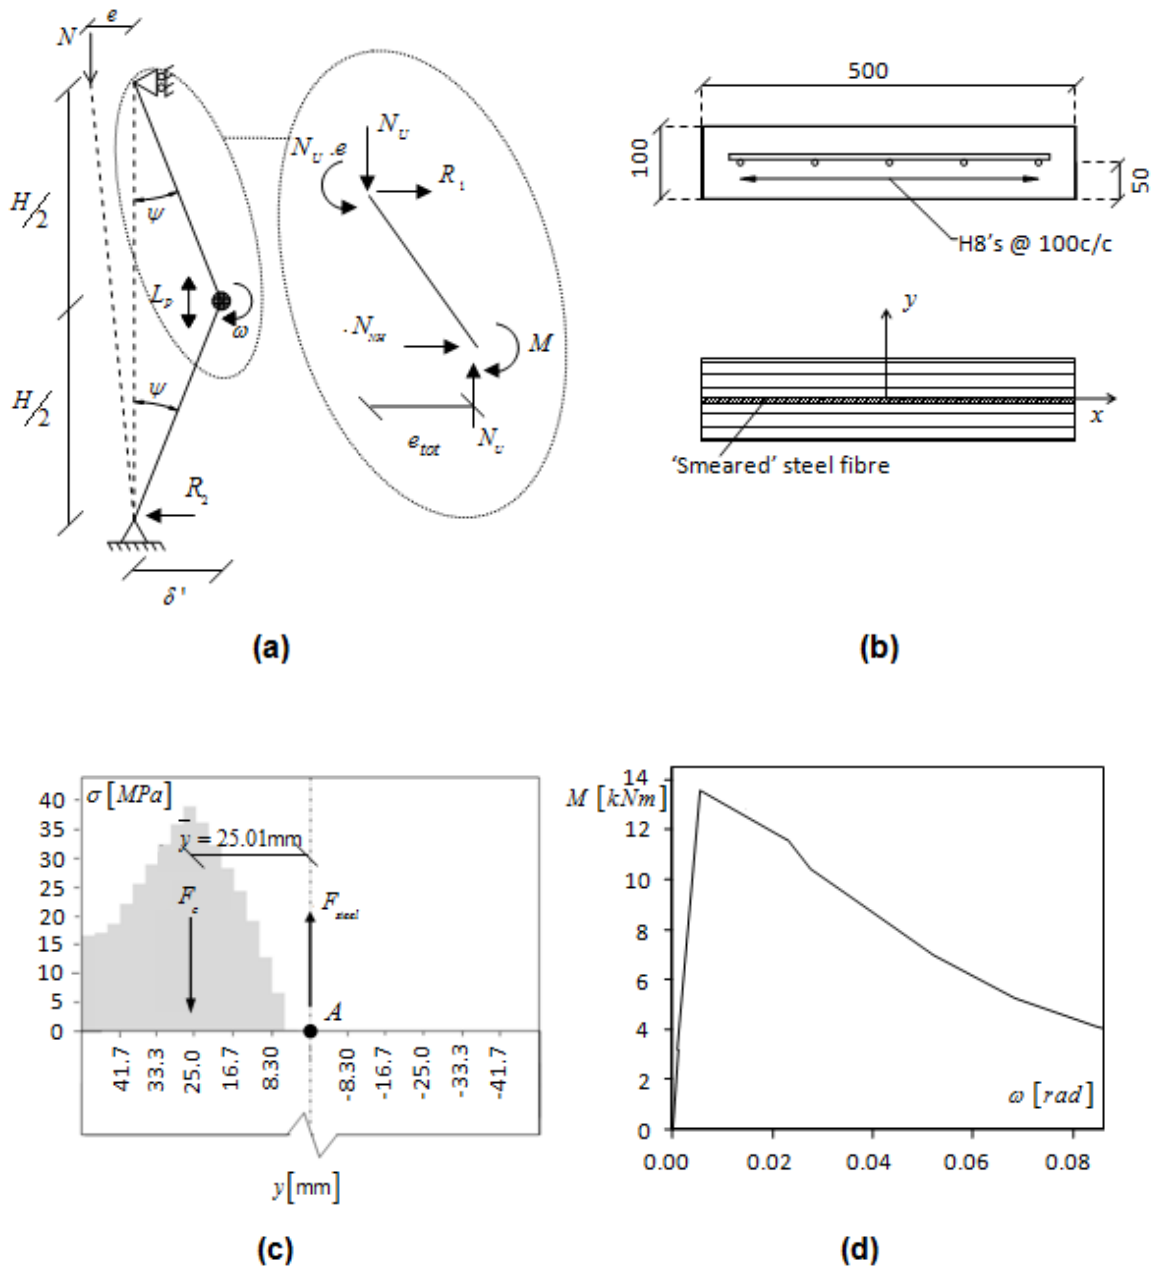 e
N
N_U
N_U .e
R_1
H/2
ψ
L_P
ω
. N_NH
M
H/2
ψ
e_tot
N_U
R_2
δ'
(a)
500
100
50
H8's @ 100c/c
y
x
'Smeared' steel fibre
(b)
σ [MPa]
40
35
30
25
20
15
10
5
0
y̅ = 25.01mm
F_c
F_steel
A
41.7 33.3 25.0 16.7 8.30 -8.30 -16.7 -25.0 -33.3 -41.7
y[mm]
(c)
M [kNm]
14
12
10
8
6
4
2
0
ω [rad]
0.00 0.02 0.04 0.06 0.08
(d)